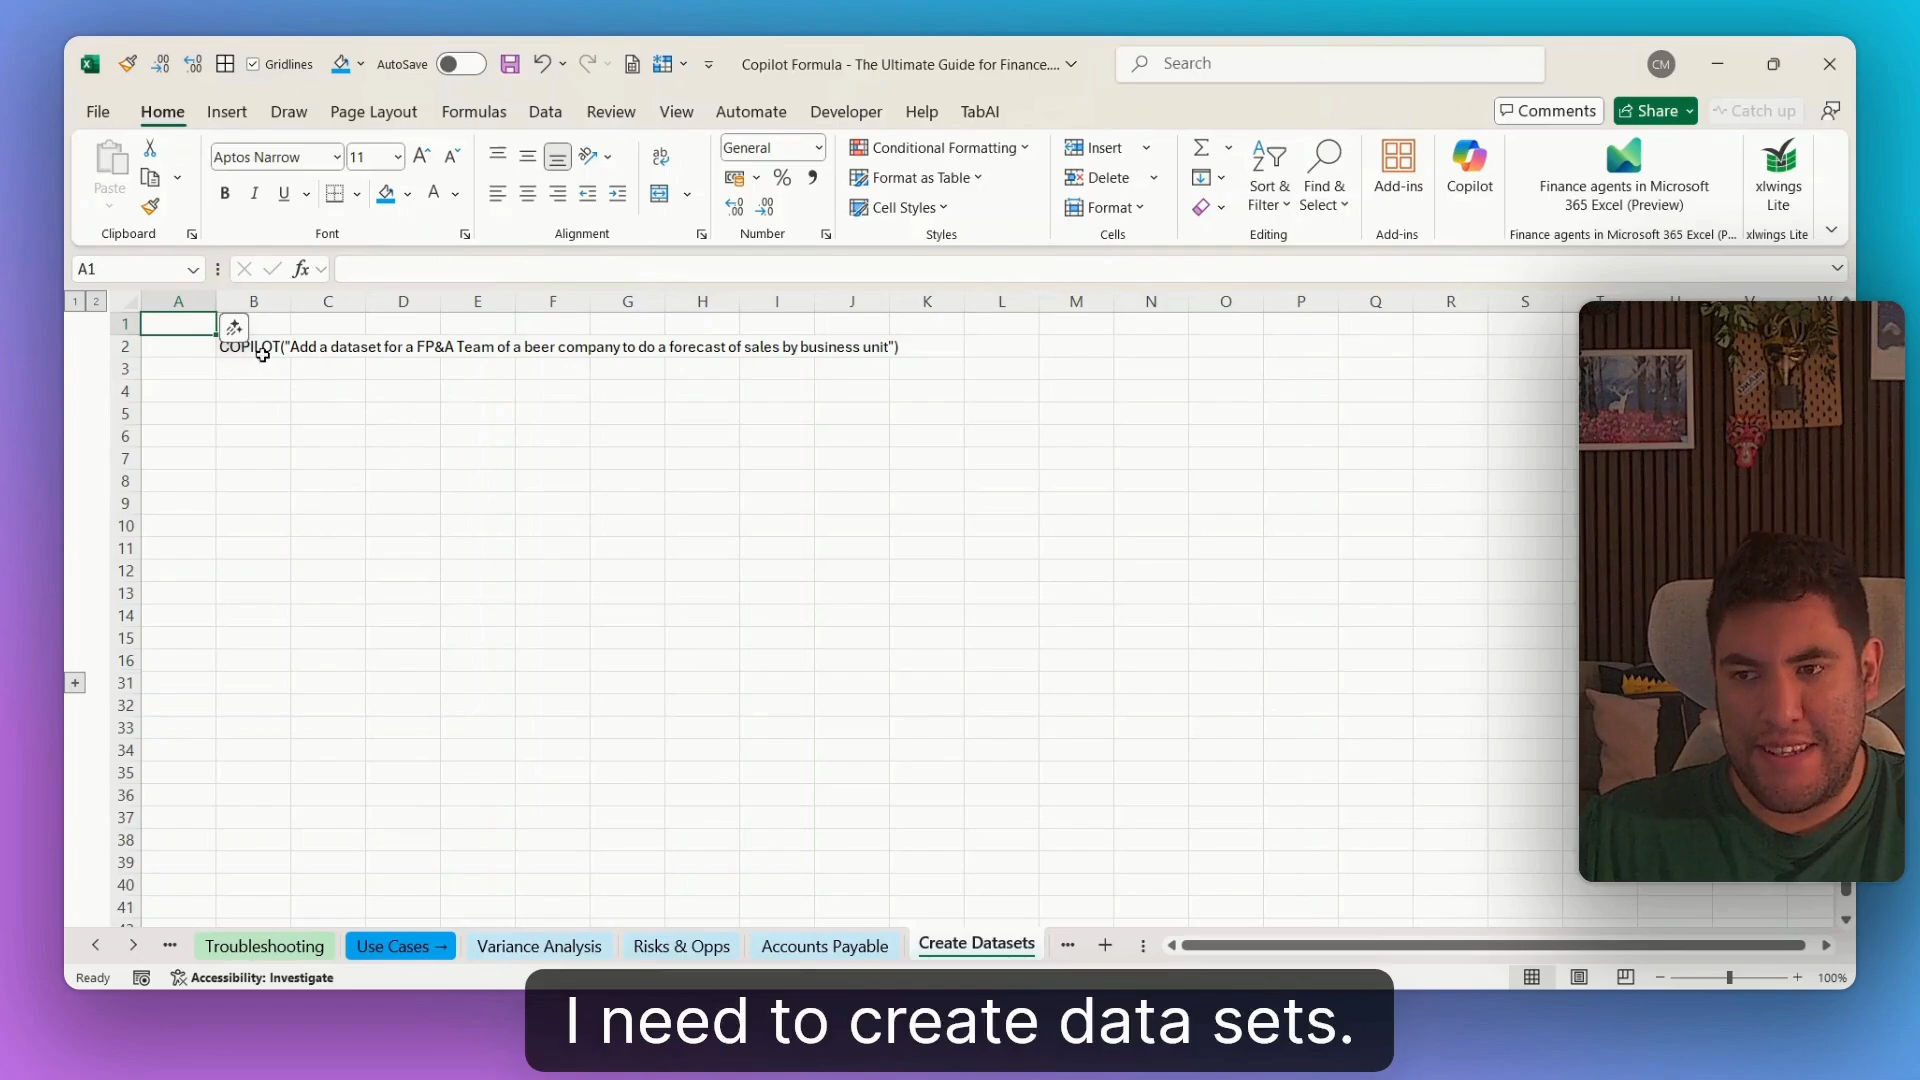 Gridlines AutoSave Copilot Formula - The Ultimate Guide for Finance.... Search CM
File Home Insert Draw Page Layout Formulas Data Review View Automate Developer Help TabAI Comments Share Catch up
Paste
Clipboard
Aptos Narrow 11
B I U
Font
Alignment
General
Number
Conditional Formatting
Format as Table
Cell Styles
Styles
Insert
Delete
Format
Cells
Sort &
Filter
Find &
Select
Editing
Add-ins
Add-ins
Copilot
Finance agents in Microsoft
365 Excel (Preview)
Finance agents in Microsoft 365 Excel (P...
xlwings
Lite
xlwings Lite
A1 fx
1 2
A B C D E F G H I J K L M N O P Q R S
1
2 COPILOT("Add a dataset for a FP&A Team of a beer company to do a forecast of sales by business unit")
3
4
5
6
7
8
9
10
11
12
13
14
15
16
31
32
33
34
35
36
37
38
39
40
41
Troubleshooting Use Cases → Variance Analysis Risks & Opps Accounts Payable Create Datasets
Ready Accessibility: Investigate 100%
I need to create data sets.